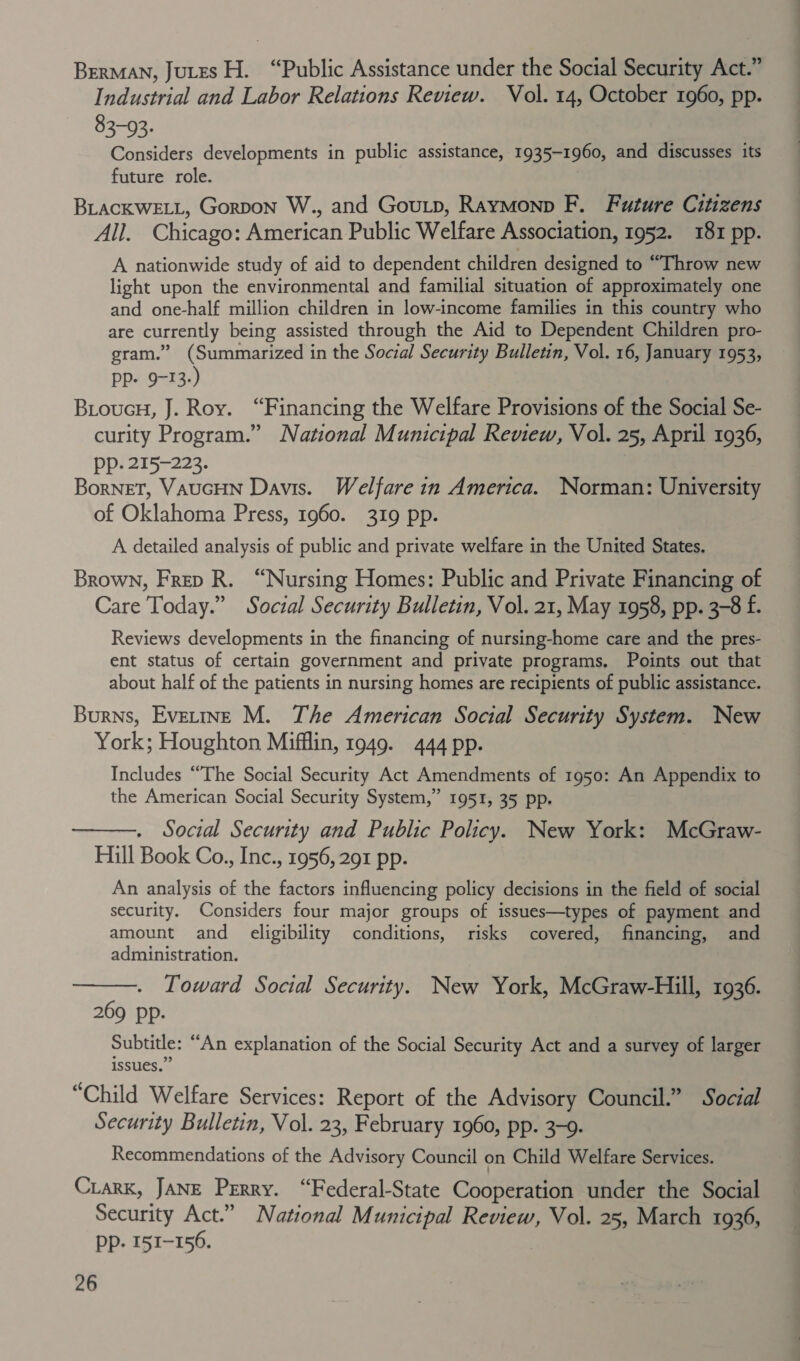 Berman, Jules H. “Public Assistance under the Social Security Act.”
Industrial and Labor Relations Review. Vol. 14, October 1960, pp.
83–93.
Considers developments in public assistance, 1935–1960, and discusses its
future role.
Blackwell, Gordon W., and Gould, Raymond F. Future Citizens
All. Chicago: American Public Welfare Association, 1952. 181 pp.
A nationwide study of aid to dependent children designed to “Throw new
light upon the environmental and familial situation of approximately one
and one-half million children in low-income families in this country who
are currently being assisted through the Aid to Dependent Children pro-
gram.” (Summarized in the Social Security Bulletin, Vol. 16, January 1953,
pp. 9–13.)
Blough, J. Roy. “Financing the Welfare Provisions of the Social Se-
curity Program.” National Municipal Review, Vol. 25, April 1936,
pp. 215–223.
Bornet, Vaughn Davis. Welfare in America. Norman: University
of Oklahoma Press, 1960. 319 pp.
A detailed analysis of public and private welfare in the United States.
Brown, Fred R. “Nursing Homes: Public and Private Financing of
Care Today.” Social Security Bulletin, Vol. 21, May 1958, pp. 3–8 f.
Reviews developments in the financing of nursing-home care and the pres-
ent status of certain government and private programs. Points out that
about half of the patients in nursing homes are recipients of public assistance.
Burns, Eveline M. The American Social Security System. New
York; Houghton Mifflin, 1949. 444 pp.
Includes “The Social Security Act Amendments of 1950: An Appendix to
the American Social Security System,” 1951, 35 pp.
———. Social Security and Public Policy. New York: McGraw-
Hill Book Co., Inc., 1956, 291 pp.
An analysis of the factors influencing policy decisions in the field of social
security. Considers four major groups of issues—types of payment and
amount and eligibility conditions, risks covered, financing, and
administration.
———. Toward Social Security. New York, McGraw-Hill, 1936.
269 pp.
Subtitle: “An explanation of the Social Security Act and a survey of larger
issues.”
“Child Welfare Services: Report of the Advisory Council.” Social
Security Bulletin, Vol. 23, February 1960, pp. 3–9.
Recommendations of the Advisory Council on Child Welfare Services.
Clark, Jane Perry. “Federal-State Cooperation under the Social
Security Act.” National Municipal Review, Vol. 25, March 1936,
pp. 151–156.
26